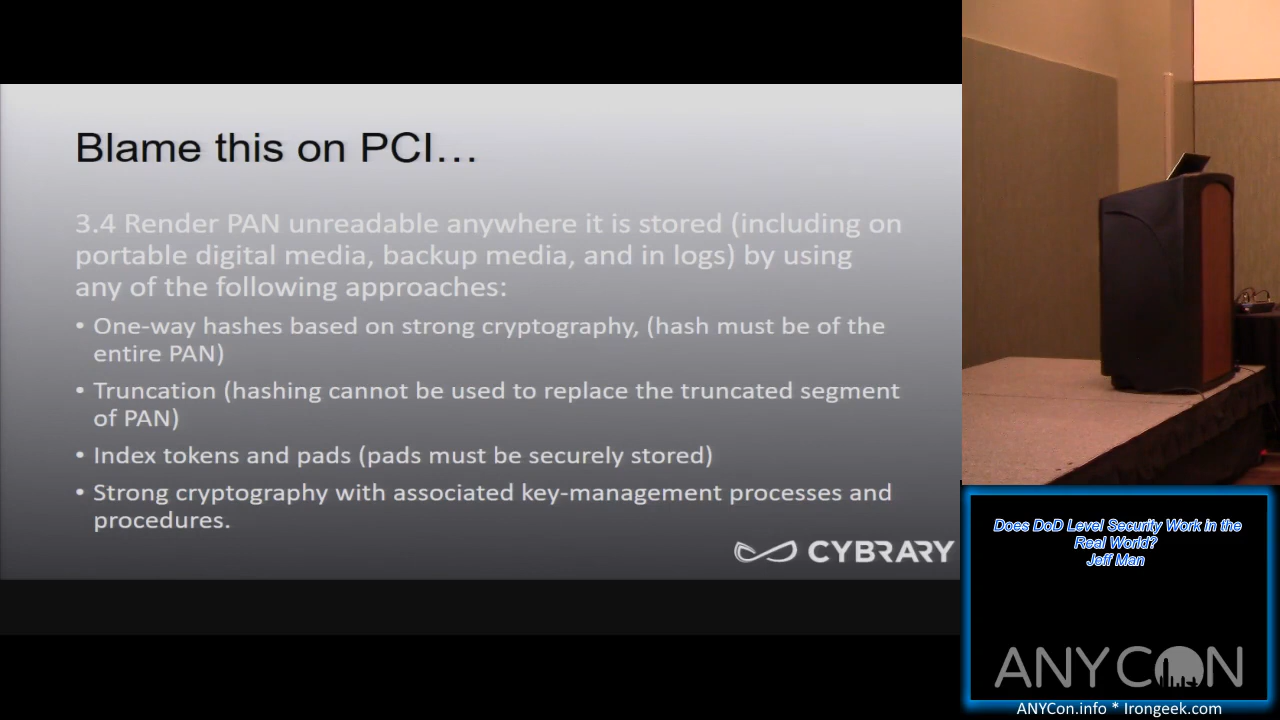 Blame this on PCI…
3.4 Render PAN unreadable anywhere it is stored (including on
portable digital media, backup media, and in logs) by using
any of the following approaches:
• One-way hashes based on strong cryptography, (hash must be of the
entire PAN)
• Truncation (hashing cannot be used to replace the truncated segment
of PAN)
• Index tokens and pads (pads must be securely stored)
• Strong cryptography with associated key-management processes and
procedures.
CYBRARY
Does DoD Level Security Work in the
Real World?
Jeff Man
ANYCON
ANYCon.info * Irongeek.com